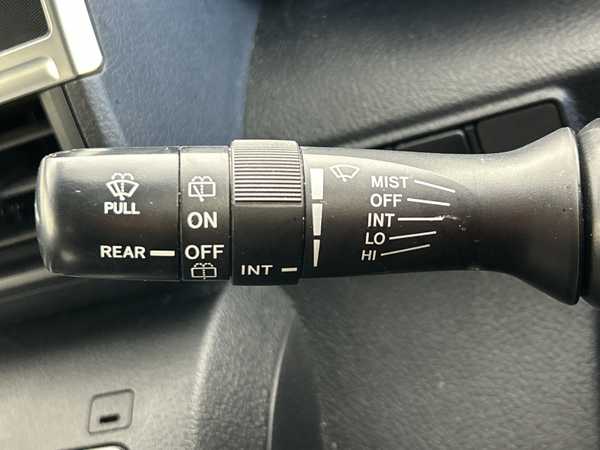 PULL
REAR
ON
OFF
INT
MIST
OFF
INT
LO
HI